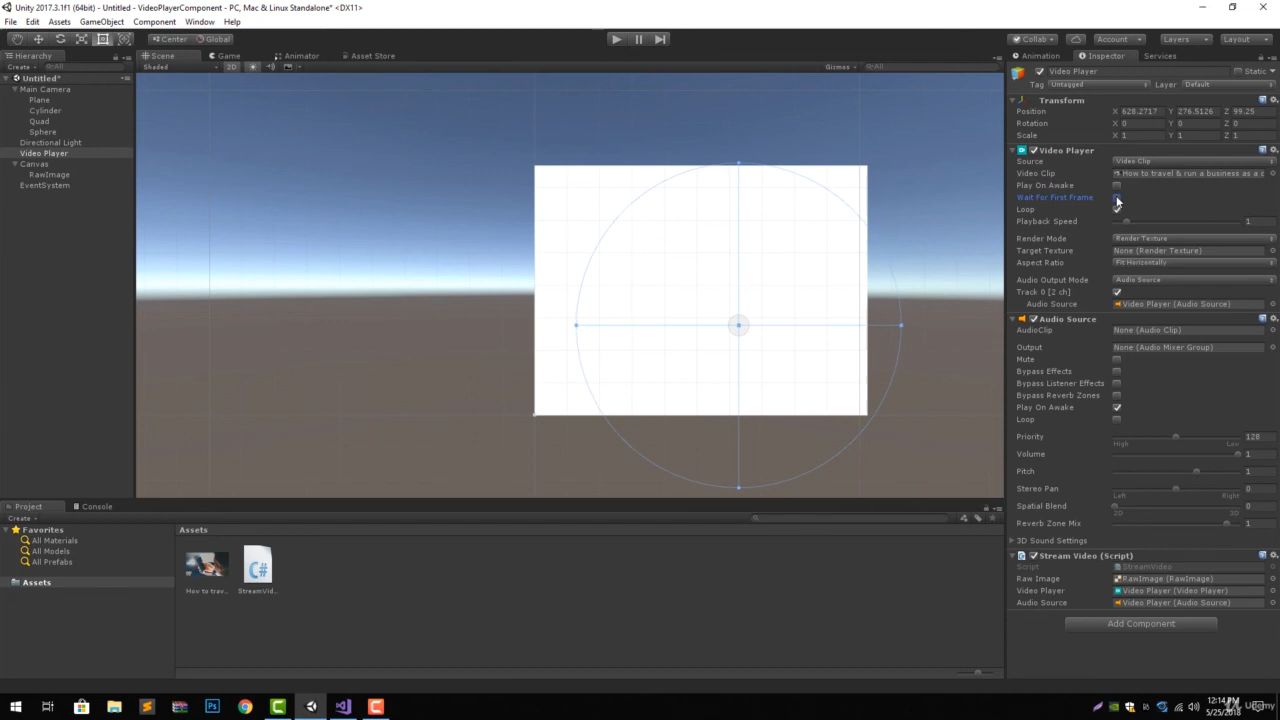 Unity 2017.3.1f1 (64bit) - Untitled - VideoPlayerComponent - PC, Mac & Linux Standalone* <DX11>
File Edit Assets GameObject Component Window Help
Center Global
Collab Account Layers Layout
Hierarchy
Scene Game Animator Asset Store
Animation Inspector Services
Create All
Shaded 2D Gizmos All
Untitled*
Main Camera
Plane
Cylinder
Quad
Sphere
Directional Light
Video Player
Canvas
RawImage
EventSystem
Video Player Static
Tag Untagged Layer Default
Transform
Position X 628.2717 Y 276.5126 Z 99.25
Rotation X 0 Y 0 Z 0
Scale X 1 Y 1 Z 1
Video Player
Source Video Clip
Video Clip How to travel & run a business as a c
Play On Awake
Wait For First Frame
Loop
Playback Speed 1
Render Mode Render Texture
Target Texture None (Render Texture)
Aspect Ratio Fit Horizontally
Audio Output Mode Audio Source
Track 0 [2 ch]
Audio Source Video Player (Audio Source)
Audio Source
AudioClip None (Audio Clip)
Output None (Audio Mixer Group)
Mute
Bypass Effects
Bypass Listener Effects
Bypass Reverb Zones
Play On Awake
Loop
Priority 128
High Low
Volume 1
Pitch 1
Stereo Pan 0
Left Right
Spatial Blend 0
2D 3D
Reverb Zone Mix 1
3D Sound Settings
Stream Video (Script)
Script StreamVideo
Raw Image RawImage (RawImage)
Video Player Video Player (Video Player)
Audio Source Video Player (Audio Source)
Add Component
Project Console
Create
Favorites
All Materials
All Models
All Prefabs
Assets
Assets
C#
How to trav... StreamVid...
12:14 PM
5/25/2018
Udemy